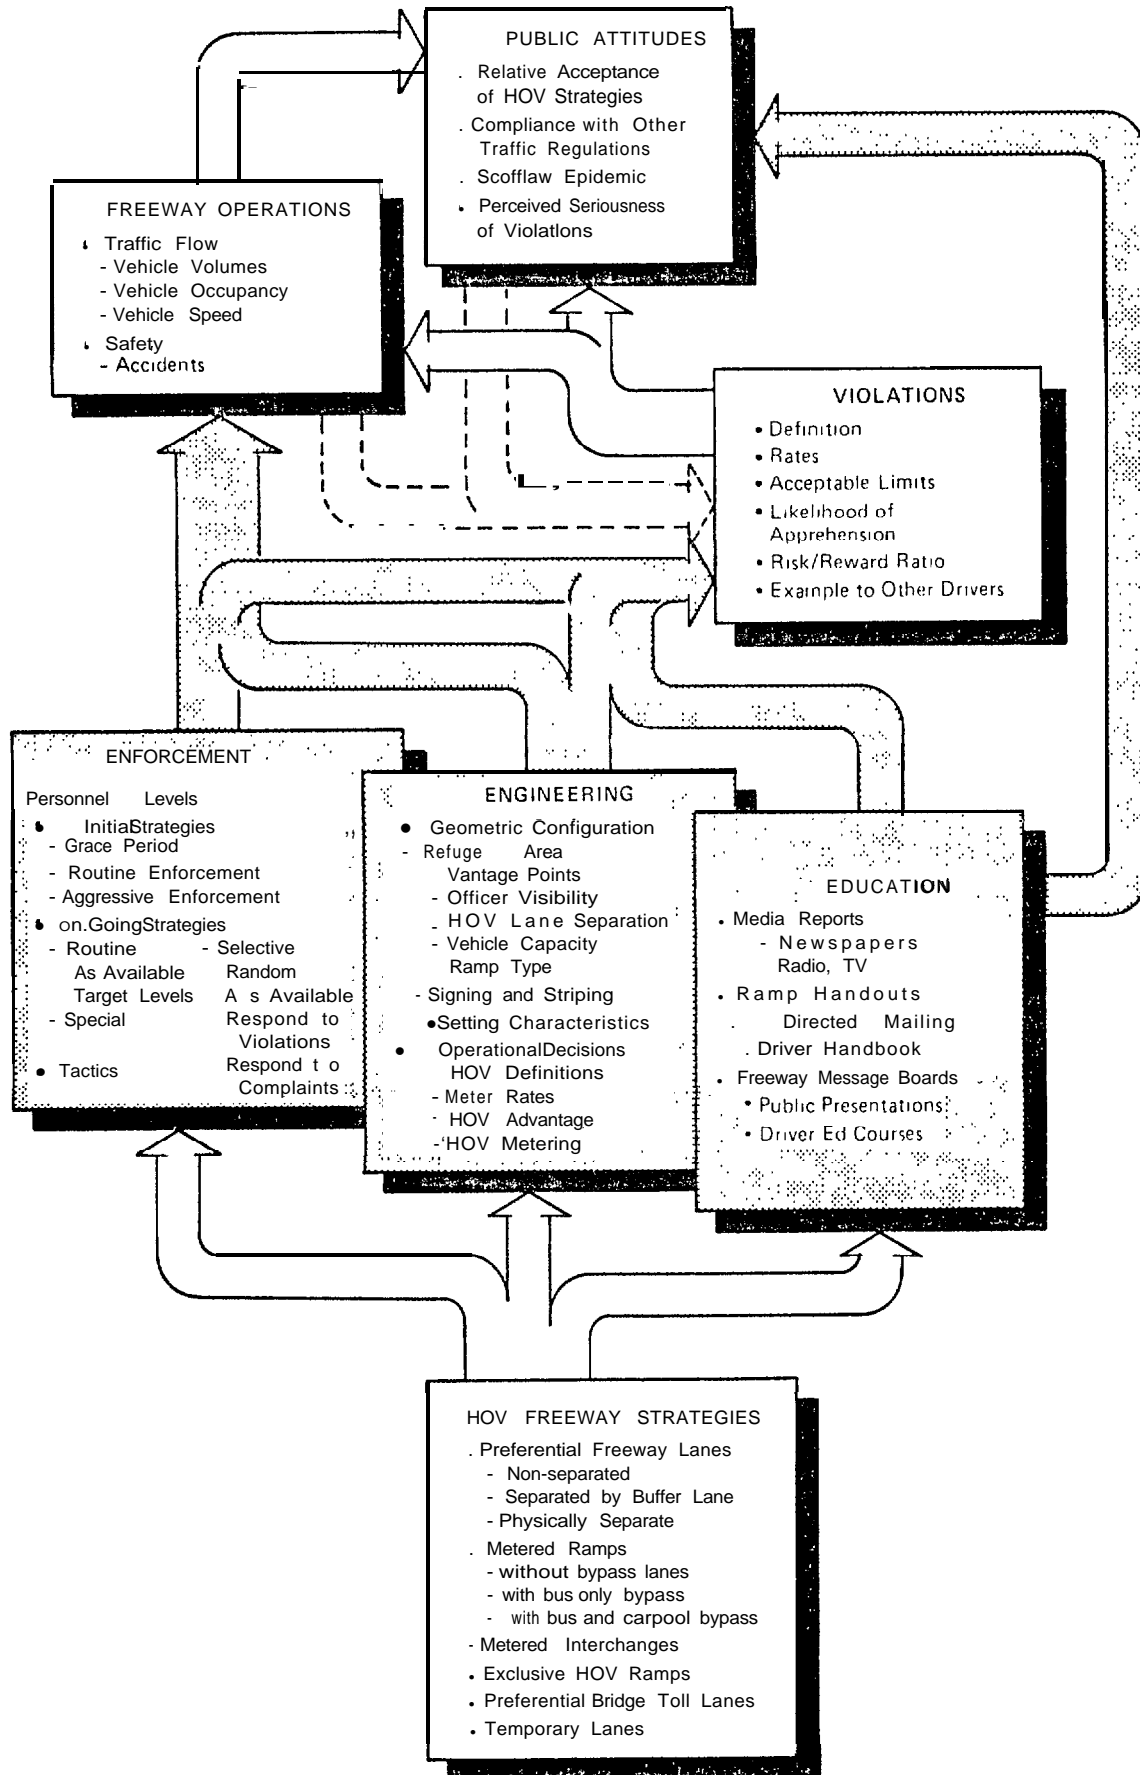 PUBLIC ATTITUDES
. Relative Acceptance
of HOV Strategies
. Compliance with Other
Traffic Regulations
. Scofflaw Epidemic
• Perceived Seriousness
of Violations
FREEWAY OPERATIONS
• Traffic Flow
- Vehicle Volumes
- Vehicle Occupancy
- Vehicle Speed
• Safety
- Accidents
VIOLATIONS
• Definition
• Rates
• Acceptable Limits
• Likelihood of
Apprehension
• Risk/Reward Ratio
• Example to Other Drivers
ENFORCEMENT
Personnel Levels
• InitialStrategies
- Grace Period
- Routine Enforcement
- Aggressive Enforcement
• on.GoingStrategies
- Routine - Selective
As Available Random
Target Levels A s Available
- Special Respond to
Violations
• Tactics Respond t o
Complaints
ENGINEERING
• Geometric Configuration
- Refuge Area
Vantage Points
- Officer Visibility
- HOV Lane Separation
- Vehicle Capacity
Ramp Type
- Signing and Striping
•Setting Characteristics
• OperationalDecisions
HOV Definitions
- Meter Rates
- HOV Advantage
-‘HOV Metering
EDUCATION
. Media Reports
- Newspapers
Radio, TV
. Ramp Handouts
. Directed Mailing
. Driver Handbook
. Freeway Message Boards
• Public Presentations
• Driver Ed Courses
HOV FREEWAY STRATEGIES
. Preferential Freeway Lanes
- Non-separated
- Separated by Buffer Lane
- Physically Separate
. Metered Ramps
- without bypass lanes
- with bus only bypass
- with bus and carpool bypass
- Metered Interchanges
. Exclusive HOV Ramps
. Preferential Bridge Toll Lanes
. Temporary Lanes